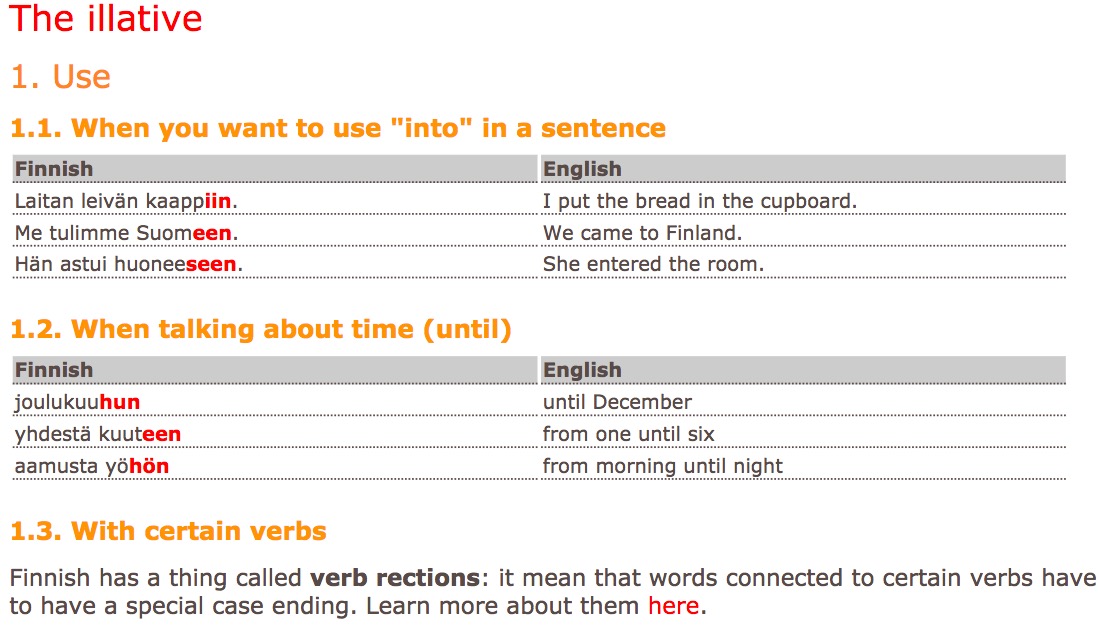 The illative
1. Use
1.1. When you want to use "into" in a sentence
Finnish English
Laitan leivän kaappiin. I put the bread in the cupboard.
Me tulimme Suomeen. We came to Finland.
Hän astui huoneeseen. She entered the room.
1.2. When talking about time (until)
Finnish English
joulukuuhun until December
yhdestä kuuteen from one until six
aamusta yöhön from morning until night
1.3. With certain verbs
Finnish has a thing called verb rections: it mean that words connected to certain verbs have
to have a special case ending. Learn more about them here.